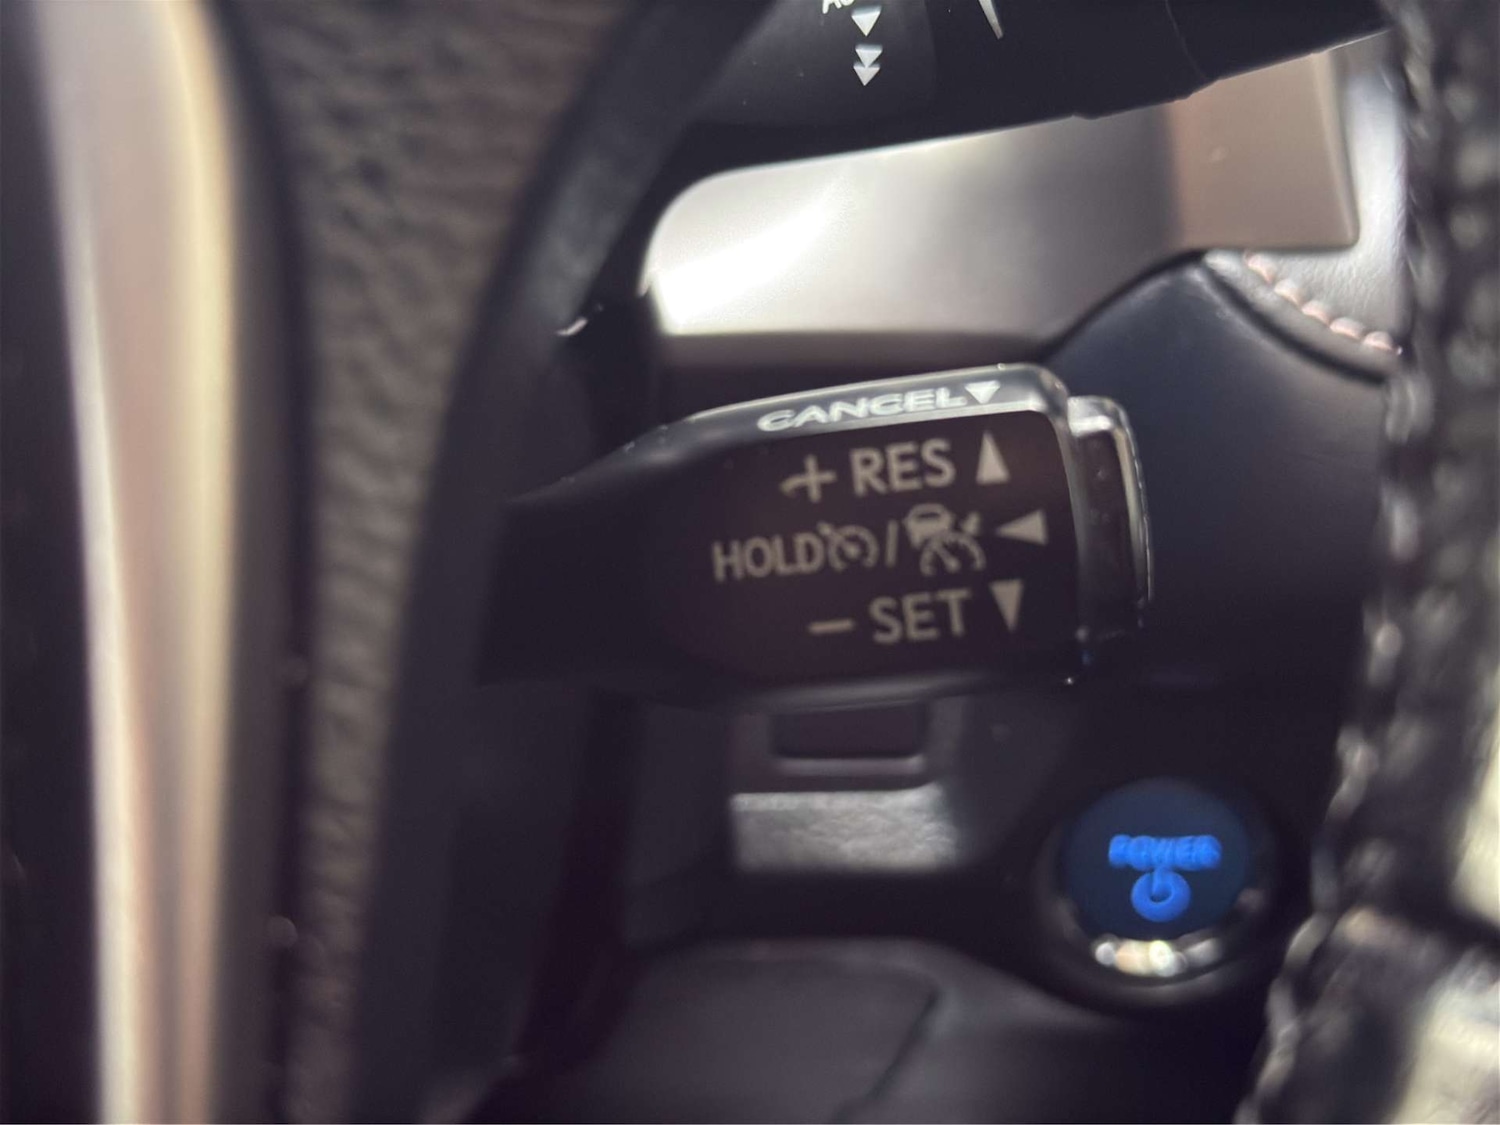 CANCEL▼
+ RES ▲
HOLD / ◀
− SET ▼
POWER